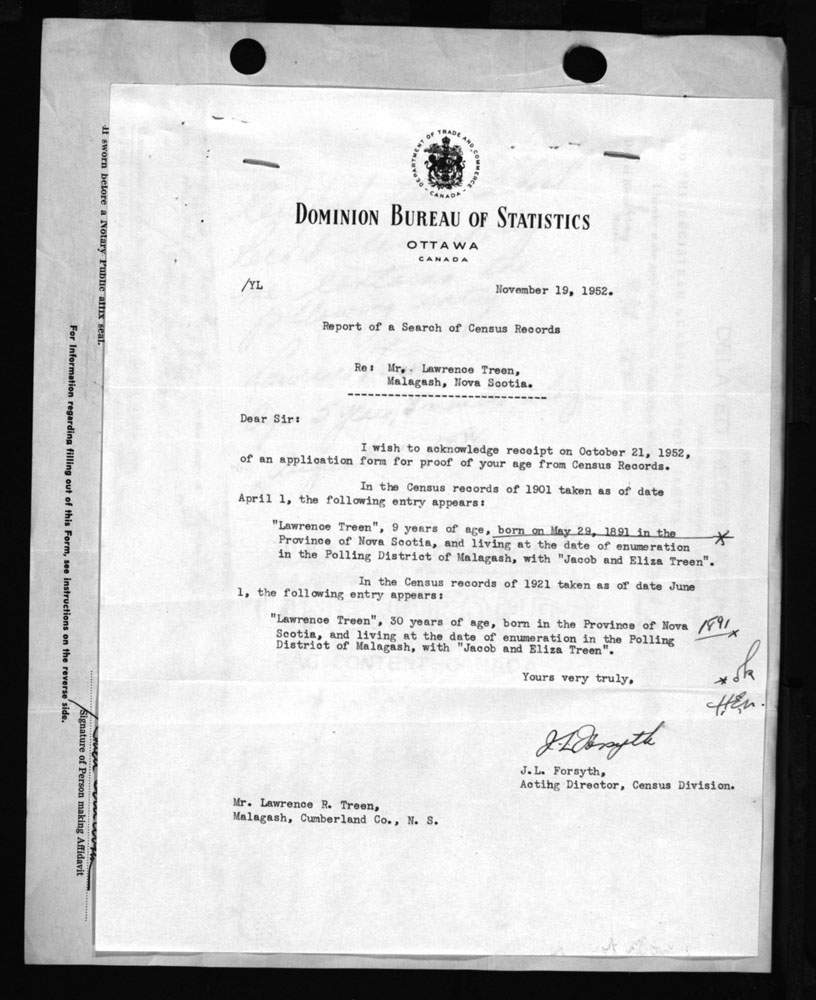 DEPARTMENT OF TRADE AND COMMERCE
CANADA
DOMINION BUREAU OF STATISTICS
OTTAWA
CANADA
/YL
November 19, 1952.
Report of a Search of Census Records
Re: Mr. Lawrence Treen,
Malagash, Nova Scotia.
Dear Sir:
I wish to acknowledge receipt on October 21, 1952,
of an application form for proof of your age from Census Records.
In the Census records of 1901 taken as of date
April 1, the following entry appears:
"Lawrence Treen", 9 years of age, born on May 29, 1891 in the x
Province of Nova Scotia, and living at the date of enumeration
in the Polling District of Malagash, with "Jacob and Eliza Treen".
In the Census records of 1921 taken as of date June
1, the following entry appears:
"Lawrence Treen", 30 years of age, born in the Province of Nova 1891 x
Scotia, and living at the date of enumeration in the Polling
District of Malagash, with "Jacob and Eliza Treen".
Yours very truly,
x ok
J.L. Forsyth
J.L. Forsyth,
Actihg Director, Census Division.
Mr. Lawrence R. Treen,
Malagash, Cumberland Co., N. S.
If sworn before a Notary Public affix seal.
For information regarding filling out of this Form, see instructions on the reverse side.
Signature of Person making Affidavit